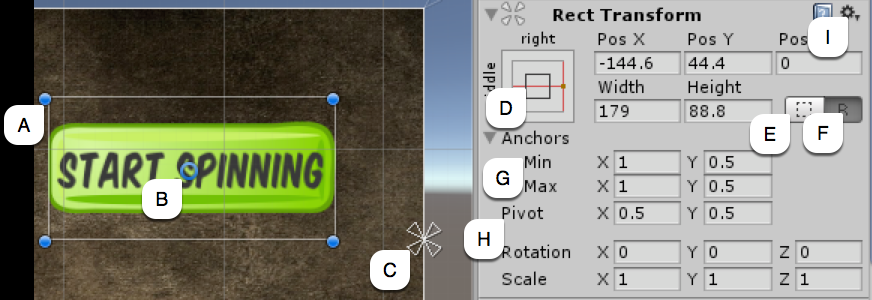 A
START SPINNING
B
C
Rect Transform
I
right
Pos X Pos Y Pos
-144.6 44.4 0
D
Width Height
179 88.8
E
F
R
Anchors
Min X 1 Y 0.5
G
Max X 1 Y 0.5
Pivot X 0.5 Y 0.5
H
Rotation X 0 Y 0 Z 0
Scale X 1 Y 1 Z 1